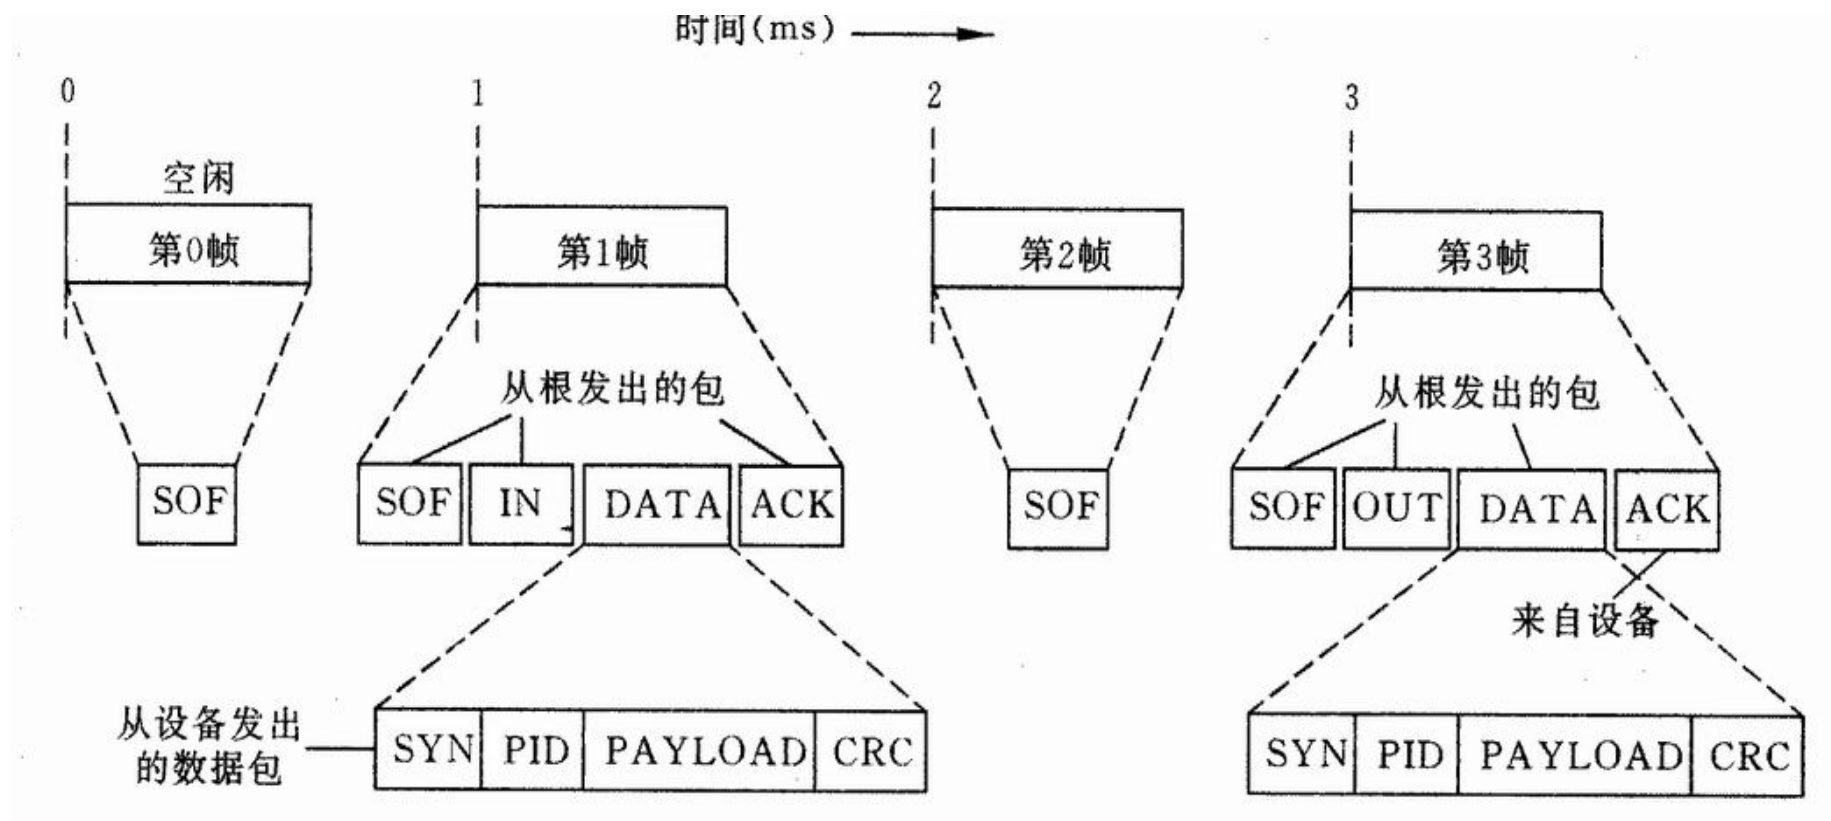 时间(ms)
0 1 2 3
空闲
第0帧 第1帧 第2帧 第3帧
从根发出的包 从根发出的包
SOF SOF IN DATA ACK SOF SOF OUT DATA ACK
来自设备
从设备发出
的数据包
SYN PID PAYLOAD CRC SYN PID PAYLOAD CRC